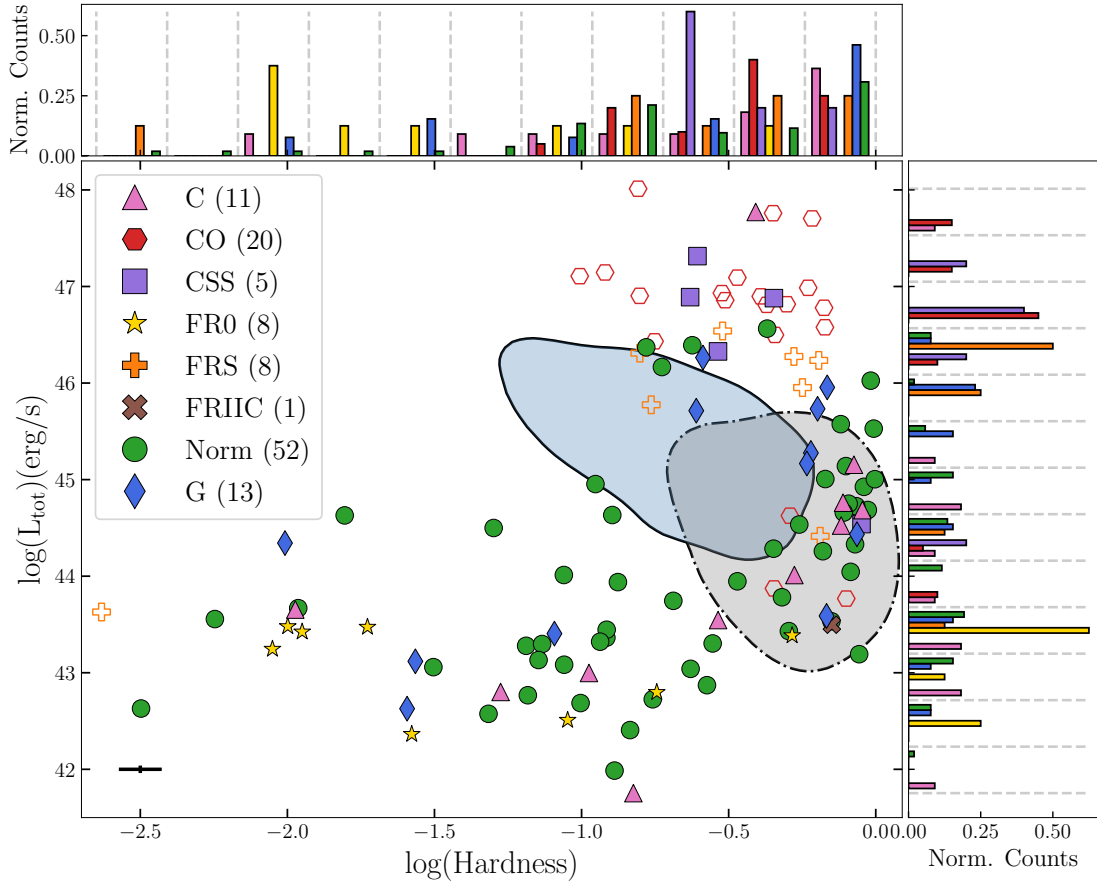 Norm. Counts
0.50
0.25
0.00
48
47
46
45
44
43
42
log(L_tot)(erg/s)
C (11)
CO (20)
CSS (5)
FR0 (8)
FRS (8)
FRIIC (1)
Norm (52)
G (13)
−2.5
−2.0
−1.5
−1.0
−0.5
0.0
log(Hardness)
0.00
0.25
0.50
Norm. Counts